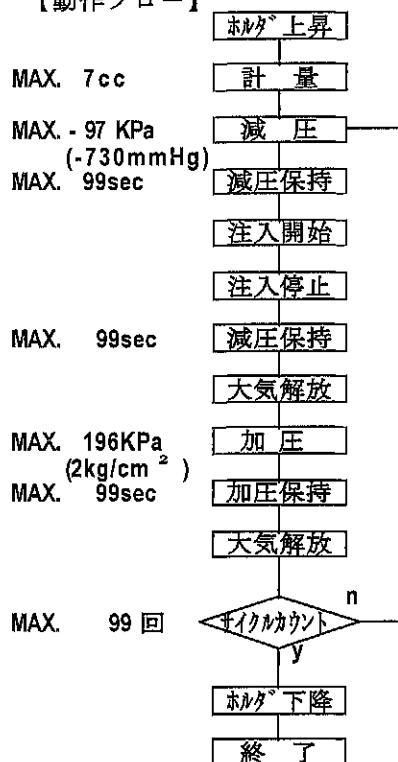 【動作フロー】
ﾎﾙﾀﾞ上昇
MAX. 7cc 計 量
MAX. - 97 KPa 減 圧
(-730mmHg)
MAX. 99sec 減圧保持
注入開始
注入停止
MAX. 99sec 減圧保持
大気解放
MAX. 196KPa 加 圧
(2kg/cm ² )
MAX. 99sec 加圧保持
大気解放
n
MAX. 99 回 ｻｲｸﾙｶｳﾝﾄ
y
ﾎﾙﾀﾞ下降
終 了